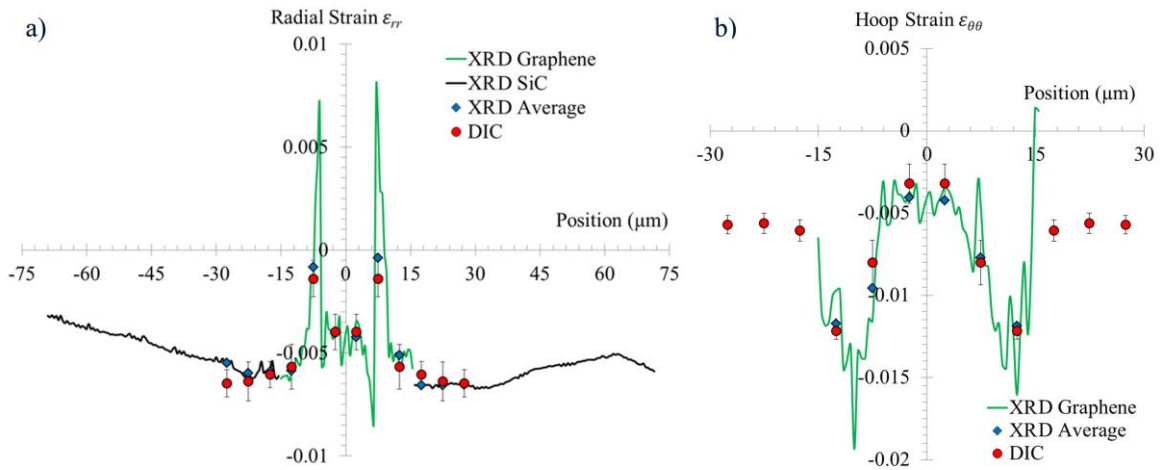 a)
Radial Strain εrr
0.01
XRD Graphene
XRD SiC
XRD Average
DIC
0.005
Position (μm)
0
-75 -60 -45 -30 -15 0 15 30 45 60 75
-0.005
-0.01
b)
Hoop Strain εθθ
0.005
Position (μm)
0
-30 -15 0 15 30
-0.005
-0.01
-0.015
XRD Graphene
XRD Average
DIC
-0.02